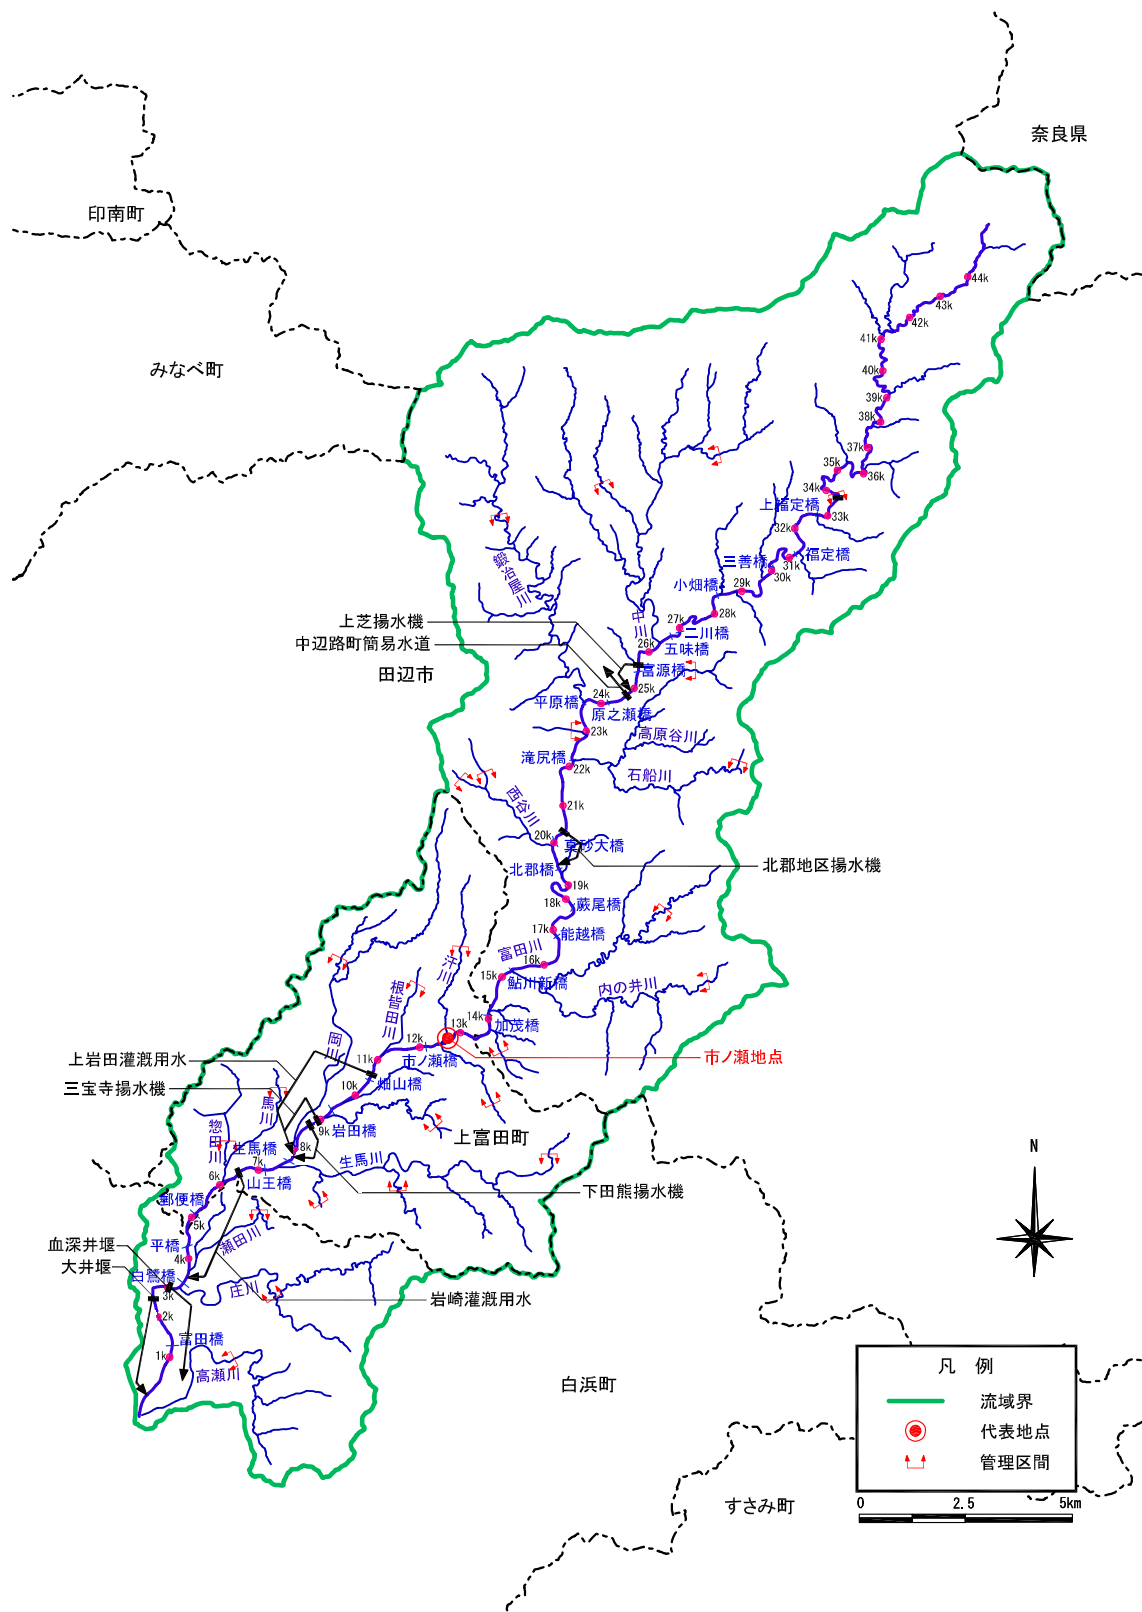 奈良県
印南町
みなべ町
44k
43k
42k
41k
40k
39k
38k
37k
35k
36k
34k
上福定橋
33k
32k
福定橋
三善橋
31k
30k
鍛冶屋川
小畑橋
29k
28k
上芝揚水機
中川
27k
二川橋
中辺路町簡易水道
26k
五味橋
田辺市
富源橋
25k
24k
平原橋
原之瀬橋
23k
高原谷川
滝尻橋
22k
石船川
西谷川
21k
20k
真砂大橋
北郡橋
北郡地区揚水機
19k
18k
蕨尾橋
17k
能越橋
富田川
16k
汗川
15k
鮎川新橋
内の井川
根皆田川
14k
加茂橋
13k
岡川
12k
市ノ瀬橋
市ノ瀬地点
上岩田灌漑用水
11k
畑山橋
三宝寺揚水機
10k
馬川
惣田川
9k
岩田橋
上富田町
生馬橋
8k
生馬川
7k
6k
山王橋
下田熊揚水機
郵便橋
5k
血深井堰
平橋
瀬田川
大井堰
4k
白鷺橋
庄川
3k
岩崎灌漑用水
2k
富田橋
1k
高瀬川
白浜町
すさみ町
N
凡 例
流域界
代表地点
管理区間
0 2.5 5km